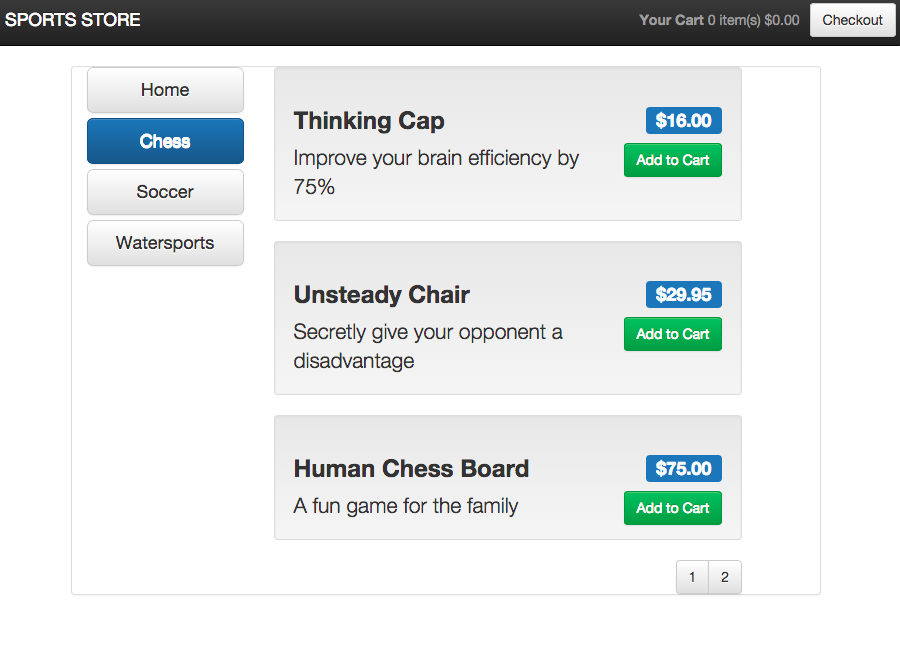 SPORTS STORE
Your Cart 0 item(s) $0.00
Checkout
Home
Chess
Soccer
Watersports
Thinking Cap
$16.00
Improve your brain efficiency by
75%
Add to Cart
Unsteady Chair
$29.95
Secretly give your opponent a
disadvantage
Add to Cart
Human Chess Board
$75.00
A fun game for the family
Add to Cart
1 2